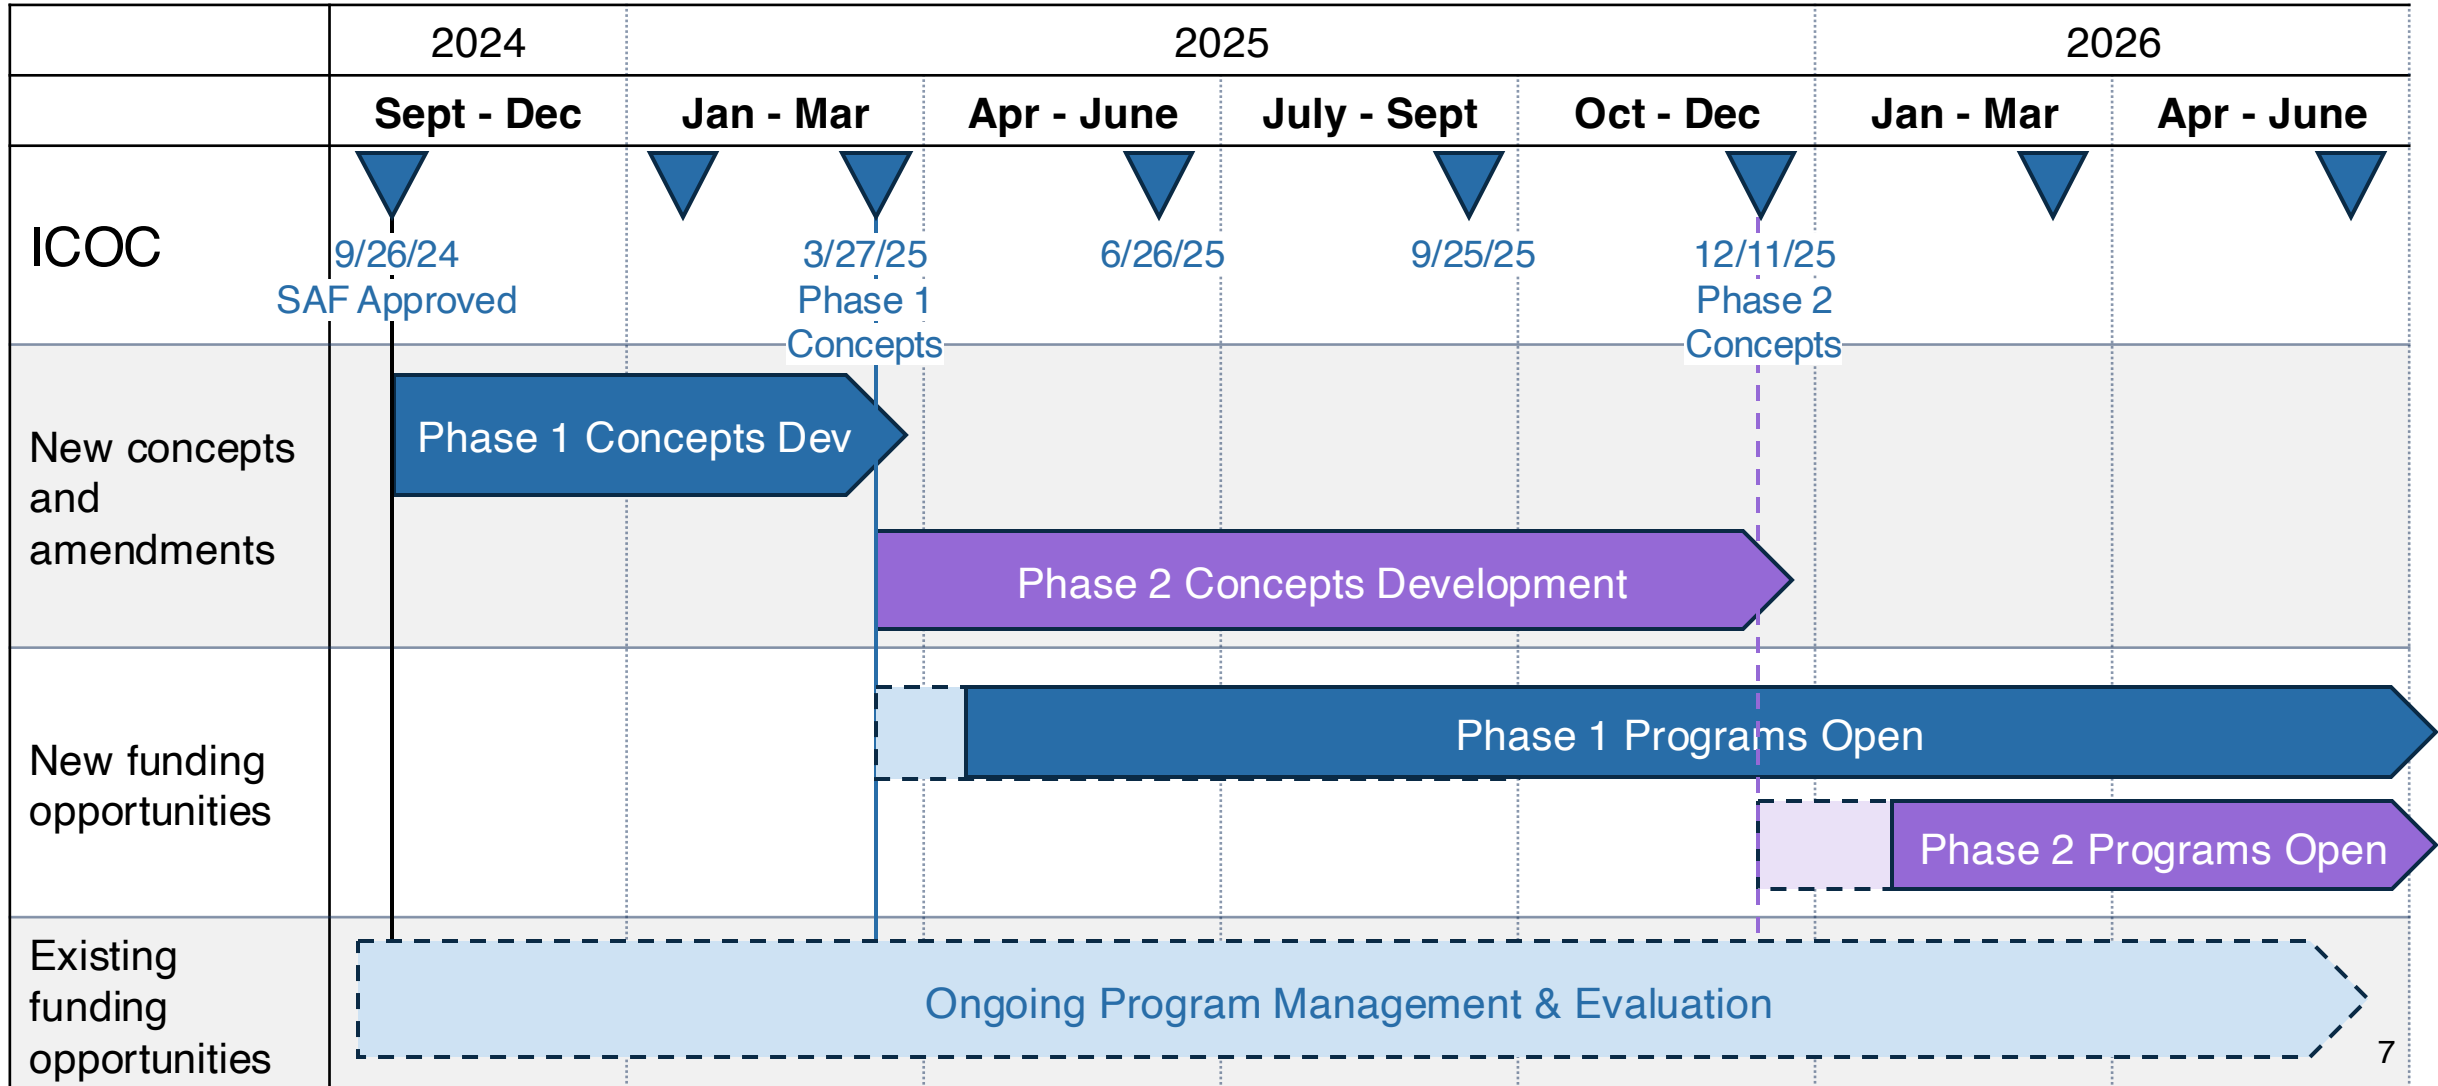 2024
2025
2026
Sept - Dec
Jan - Mar
Apr - June
July - Sept
Oct - Dec
Jan - Mar
Apr - June
ICOC
9/26/24
SAF Approved
3/27/25
Phase 1
Concepts
6/26/25
9/25/25
12/11/25
Phase 2
Concepts
New concepts
and
amendments
Phase 1 Concepts Dev
Phase 2 Concepts Development
New funding
opportunities
Phase 1 Programs Open
Phase 2 Programs Open
Existing
funding
opportunities
Ongoing Program Management & Evaluation
7